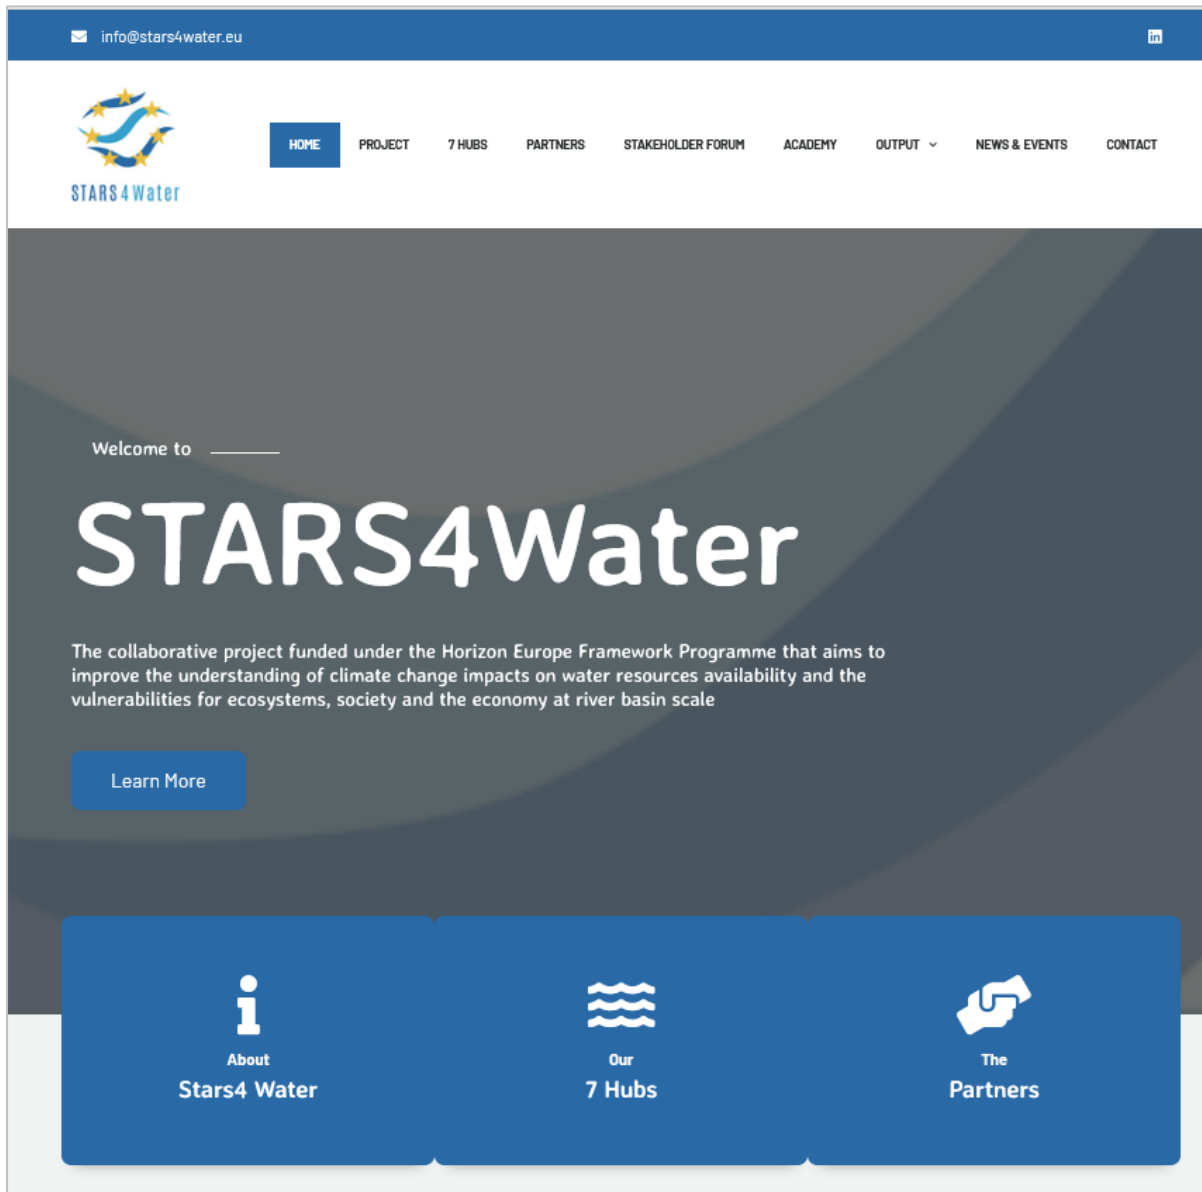 info@stars4water.eu
STARS4Water
HOME PROJECT 7 HUBS PARTNERS STAKEHOLDER FORUM ACADEMY OUTPUT NEWS & EVENTS CONTACT
Welcome to
STARS4Water
The collaborative project funded under the Horizon Europe Framework Programme that aims to
improve the understanding of climate change impacts on water resources availability and the
vulnerabilities for ecosystems, society and the economy at river basin scale
Learn More
About
Stars4 Water
Our
7 Hubs
The
Partners